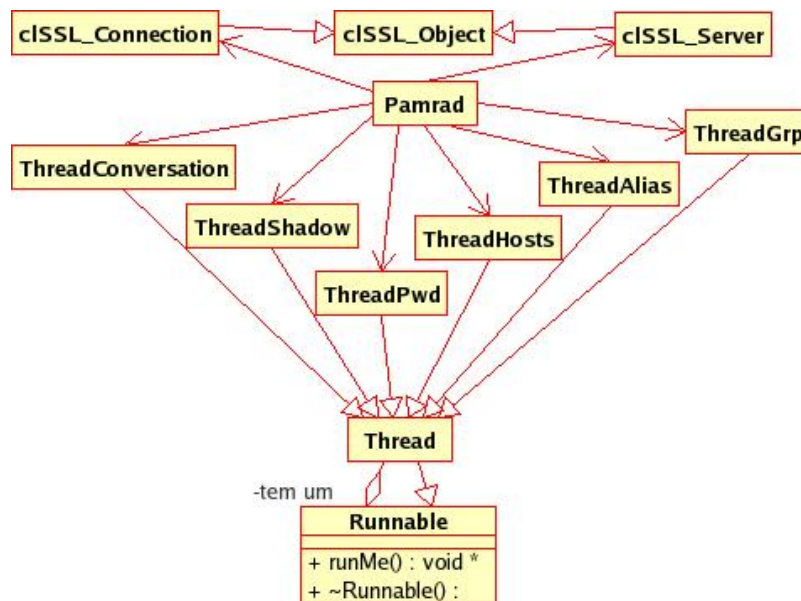 clSSL_Connection
clSSL_Object
clSSL_Server
Pamrad
ThreadGrp
ThreadConversation
ThreadAlias
ThreadShadow
ThreadHosts
ThreadPwd
Thread
-tem um
Runnable
+ runMe() : void *
+ ~Runnable() :